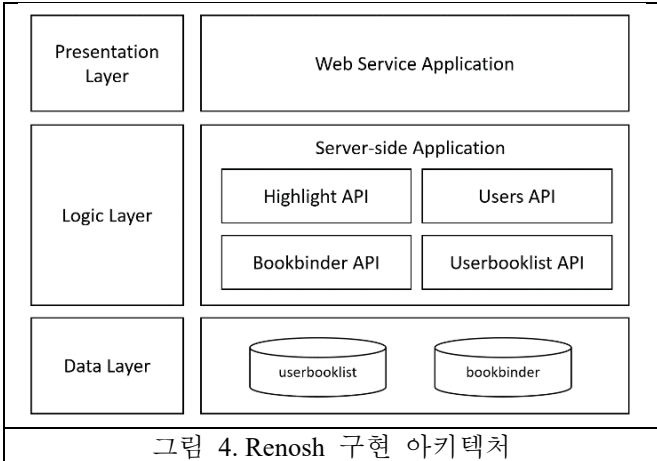 Presentation
Layer
Web Service Application
Logic Layer
Server-side Application
Highlight API
Users API
Bookbinder API
Userbooklist API
Data Layer
userbooklist
bookbinder
그림 4. Renosh 구현 아키텍처